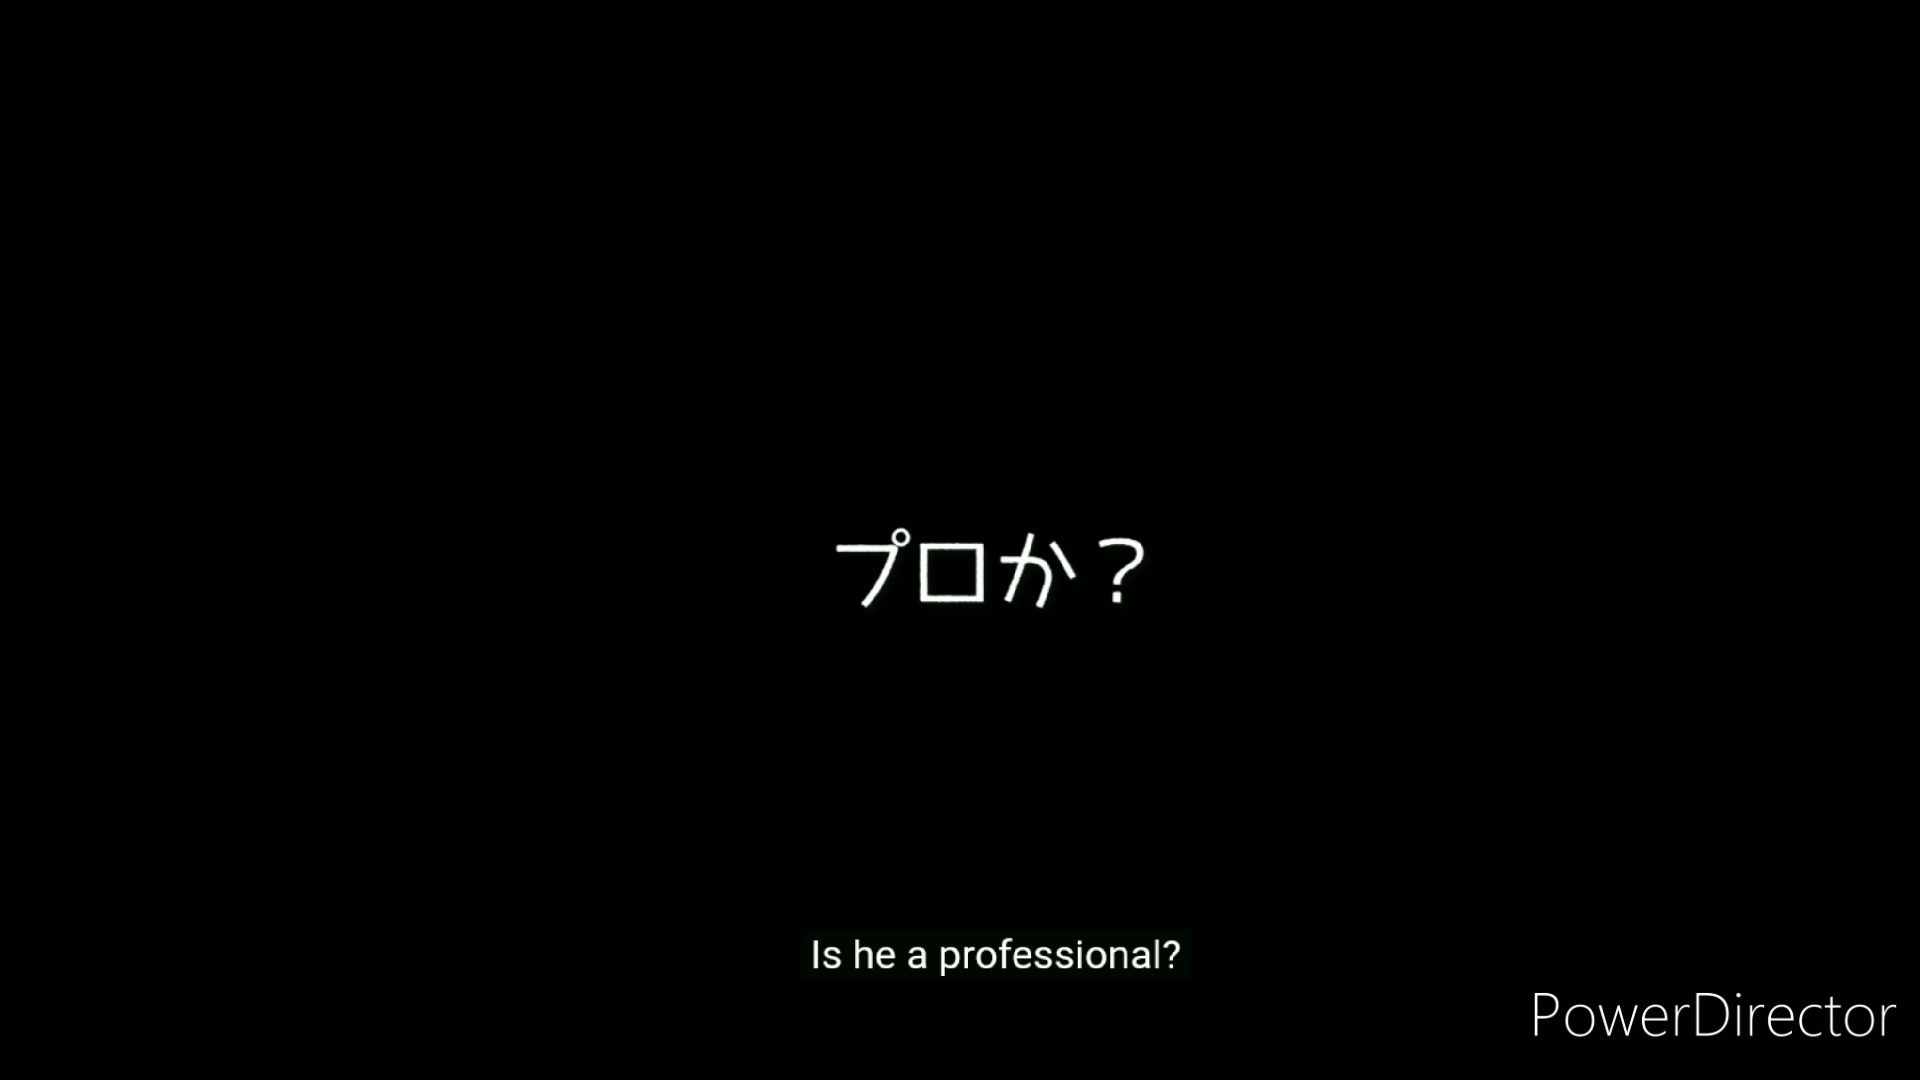 プロか？
Is he a professional?
PowerDirector